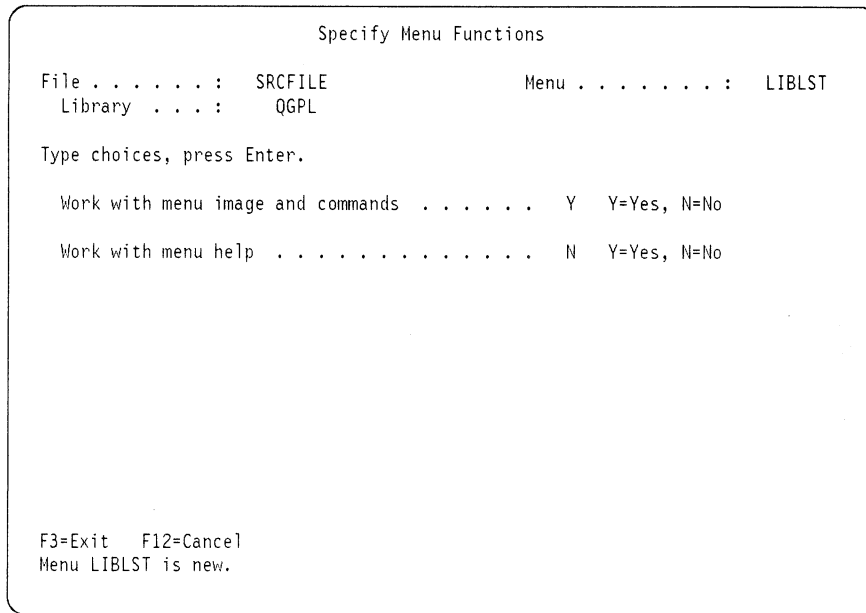 Specify Menu Functions
File . . . . . . :   SRCFILE                    Menu . . . . . . . :   LIBLST
Library  . . . :     QGPL
Type choices, press Enter.
Work with menu image and commands  . . . . . .   Y   Y=Yes, N=No
Work with menu help  . . . . . . . . . . . . .   N   Y=Yes, N=No
F3=Exit   F12=Cancel
Menu LIBLST is new.